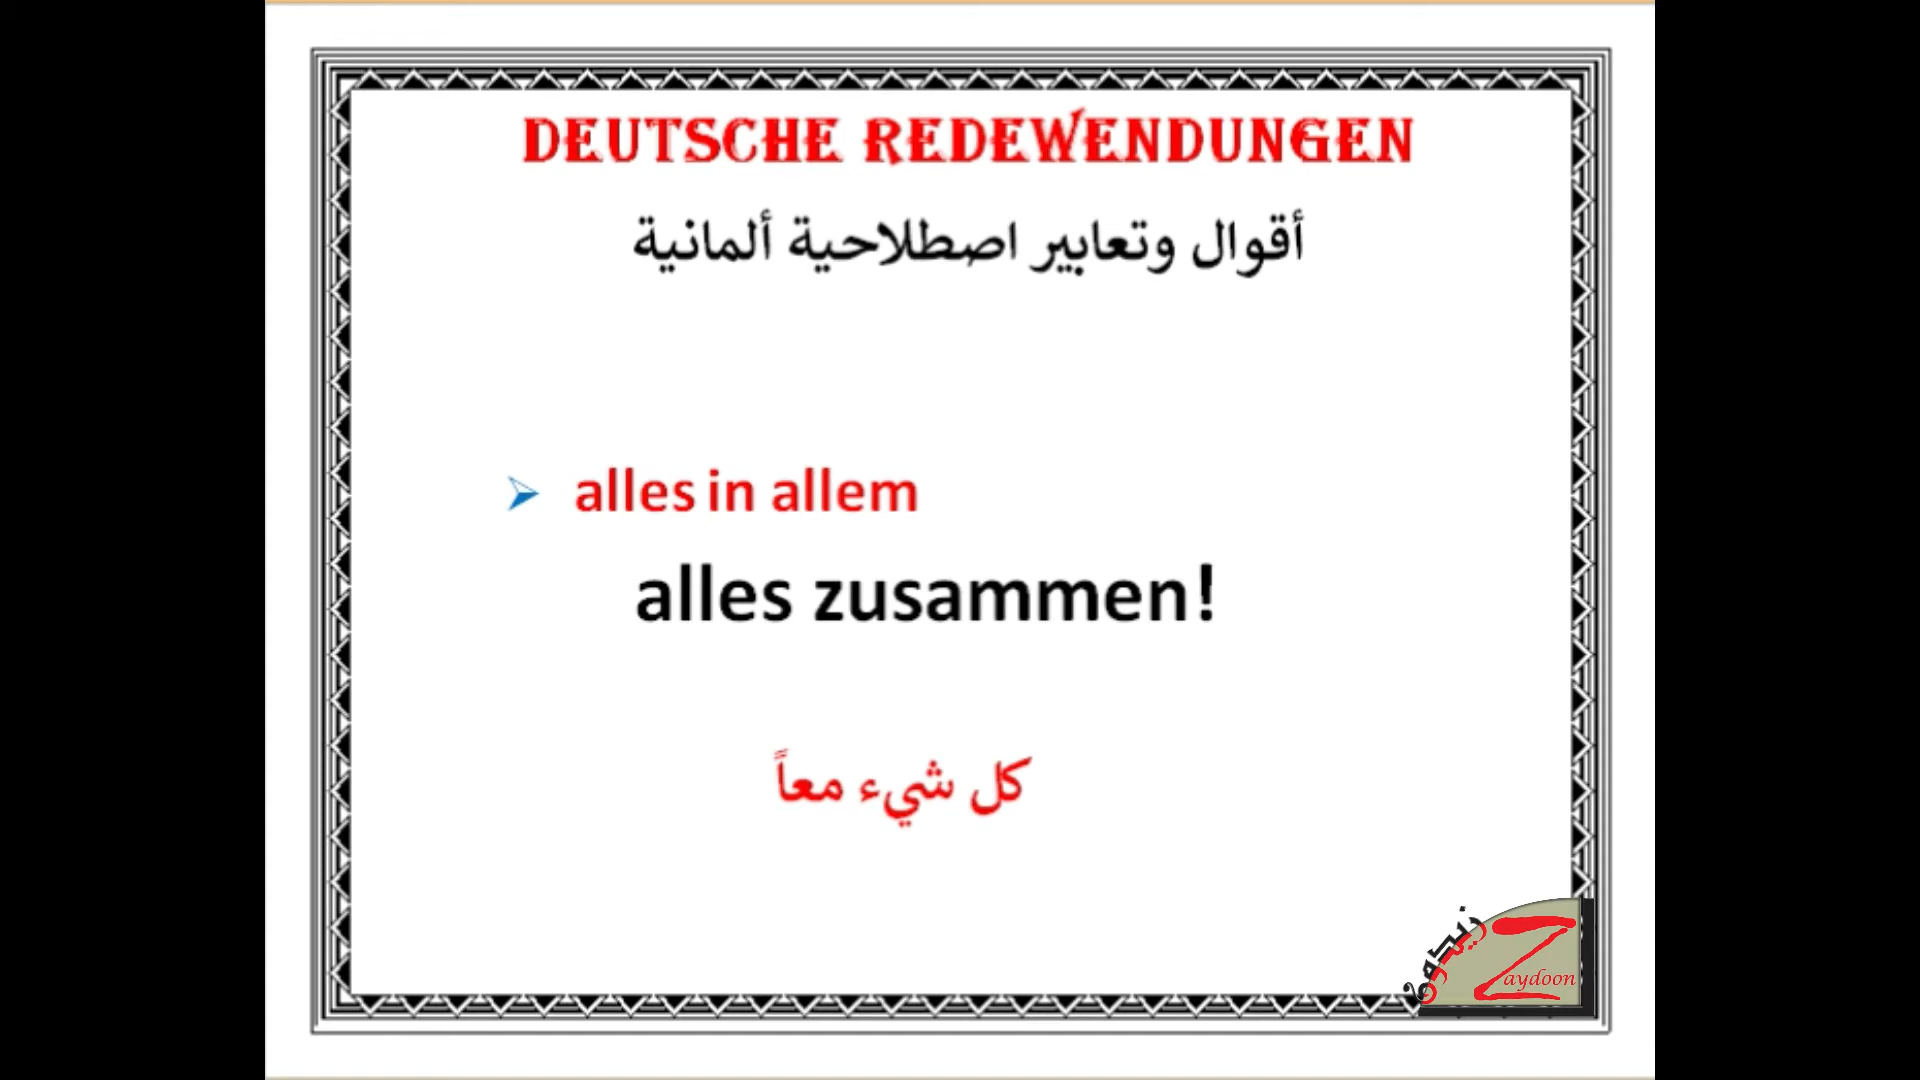 DEUTSCHE REDEWENDUNGEN
أقوال وتعابير اصطلاحية ألمانية
alles in allem
alles zusammen!
كل شيء معاً
زيدون
Zaydoon